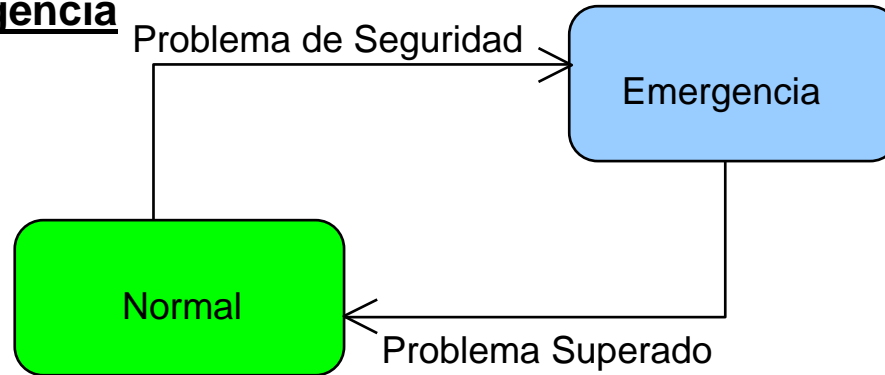 gencia
Problema de Seguridad
Emergencia
Normal
Problema Superado